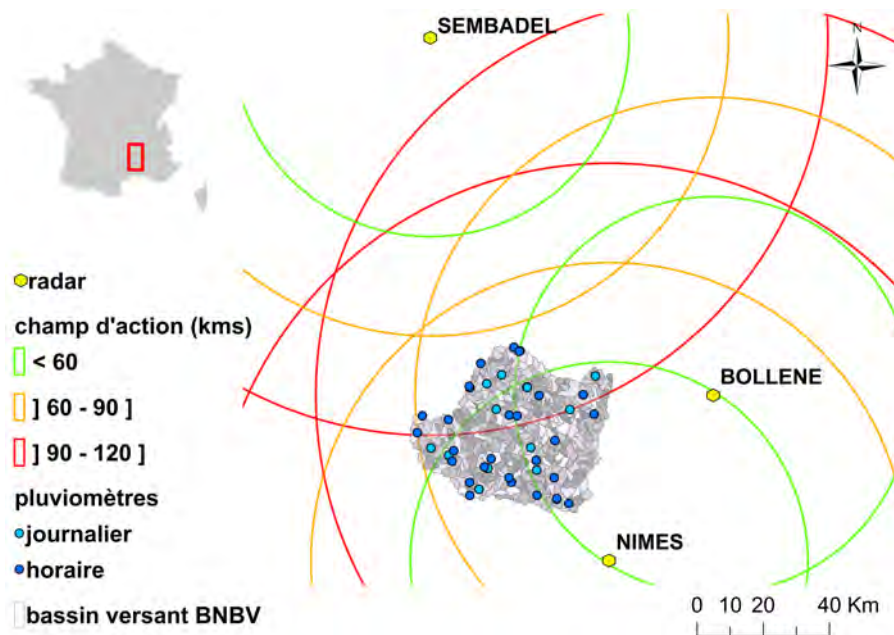 SEMBADEL
N
radar
champ d'action (kms)
< 60
] 60 - 90 ]
] 90 - 120 ]
pluviomètres
journalier
horaire
bassin versant BNBV
BOLLENE
NIMES
0 10 20 40 Km